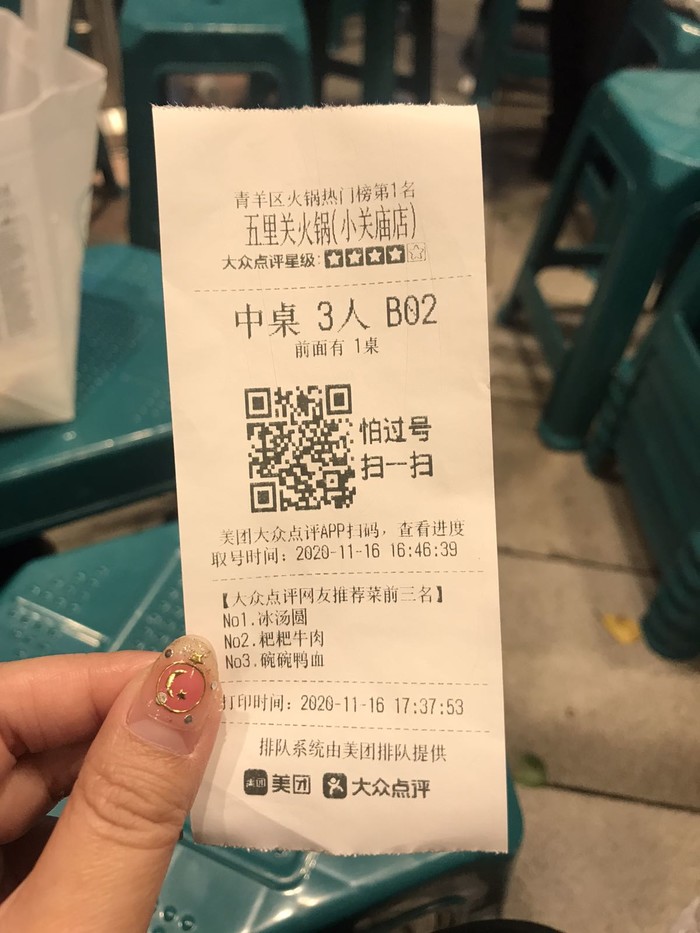 青羊区火锅热门榜第1名
五里关火锅(小关庙店)
大众点评星级:
中桌 3人 B02
前面有 1桌
怕过号
扫一扫
美团大众点评APP扫码，查看进度
取号时间：2020-11-16 16:46:39
【大众点评网友推荐菜前三名】
No1.冰汤圆
No2.粑粑牛肉
No3.碗碗鸭血
打印时间：2020-11-16 17:37:53
排队系统由美团排队提供
美团 美团 大众点评